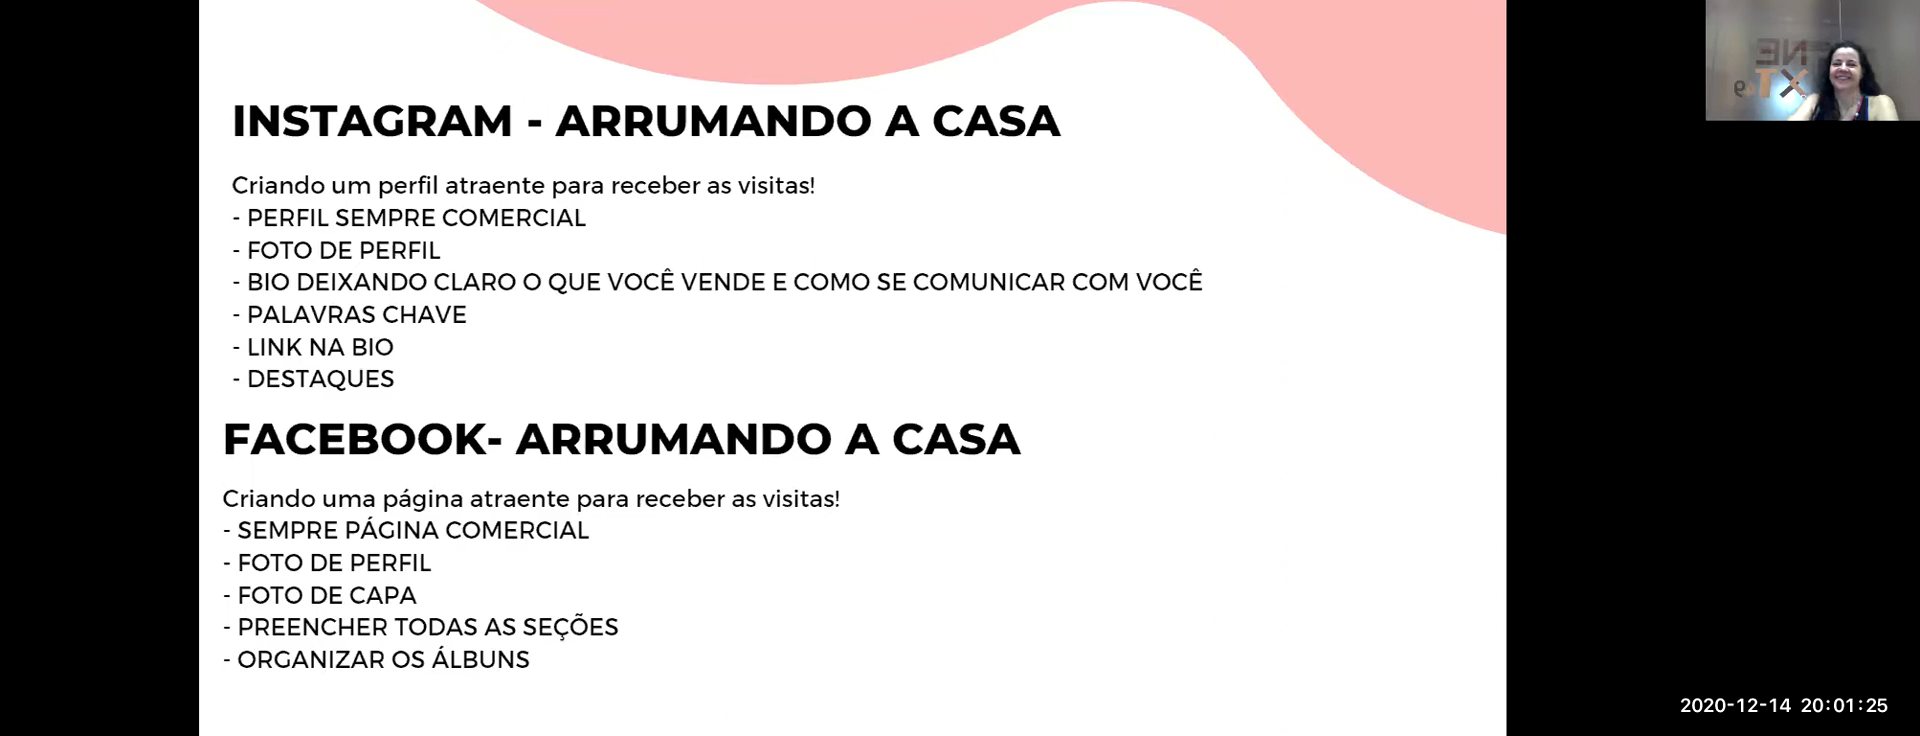 INSTAGRAM - ARRUMANDO A CASA
Criando um perfil atraente para receber as visitas!
- PERFIL SEMPRE COMERCIAL
- FOTO DE PERFIL
- BIO DEIXANDO CLARO O QUE VOCÊ VENDE E COMO SE COMUNICAR COM VOCÊ
- PALAVRAS CHAVE
- LINK NA BIO
- DESTAQUES
FACEBOOK- ARRUMANDO A CASA
Criando uma página atraente para receber as visitas!
- SEMPRE PÁGINA COMERCIAL
- FOTO DE PERFIL
- FOTO DE CAPA
- PREENCHER TODAS AS SEÇÕES
- ORGANIZAR OS ÁLBUNS
2020-12-14 20:01:25